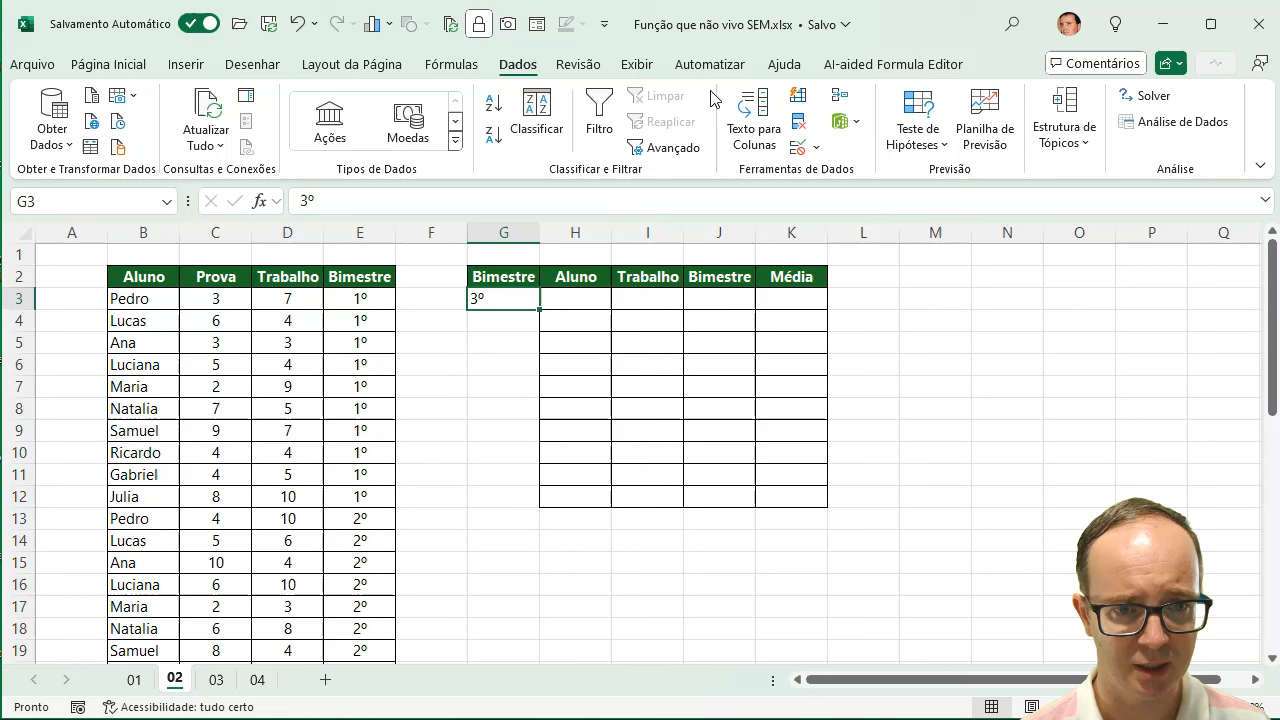 Salvamento Automático
Função que não vivo SEM.xlsx • Salvo
Arquivo Página Inicial Inserir Desenhar Layout da Página Fórmulas Dados Revisão Exibir Automatizar Ajuda AI-aided Formula Editor Comentários
Obter Dados
Atualizar Tudo
Ações
Moedas
Classificar
Filtro
Limpar
Reaplicar
Avançado
Texto para Colunas
Teste de Hipóteses
Planilha de Previsão
Estrutura de Tópicos
Solver
Análise de Dados
Obter e Transformar Dados Consultas e Conexões Tipos de Dados Classificar e Filtrar Ferramentas de Dados Previsão Análise
G3 fx 3º
A B C D E F G H I J K L M N O P Q
1
2 Aluno Prova Trabalho Bimestre Bimestre Aluno Trabalho Bimestre Média
3 Pedro 3 7 1º 3º
4 Lucas 6 4 1º
5 Ana 3 3 1º
6 Luciana 5 4 1º
7 Maria 2 9 1º
8 Natalia 7 5 1º
9 Samuel 9 7 1º
10 Ricardo 4 4 1º
11 Gabriel 4 5 1º
12 Julia 8 10 1º
13 Pedro 4 10 2º
14 Lucas 5 6 2º
15 Ana 10 4 2º
16 Luciana 6 10 2º
17 Maria 2 3 2º
18 Natalia 6 8 2º
19 Samuel 8 4 2º
01 02 03 04
Pronto Acessibilidade: tudo certo